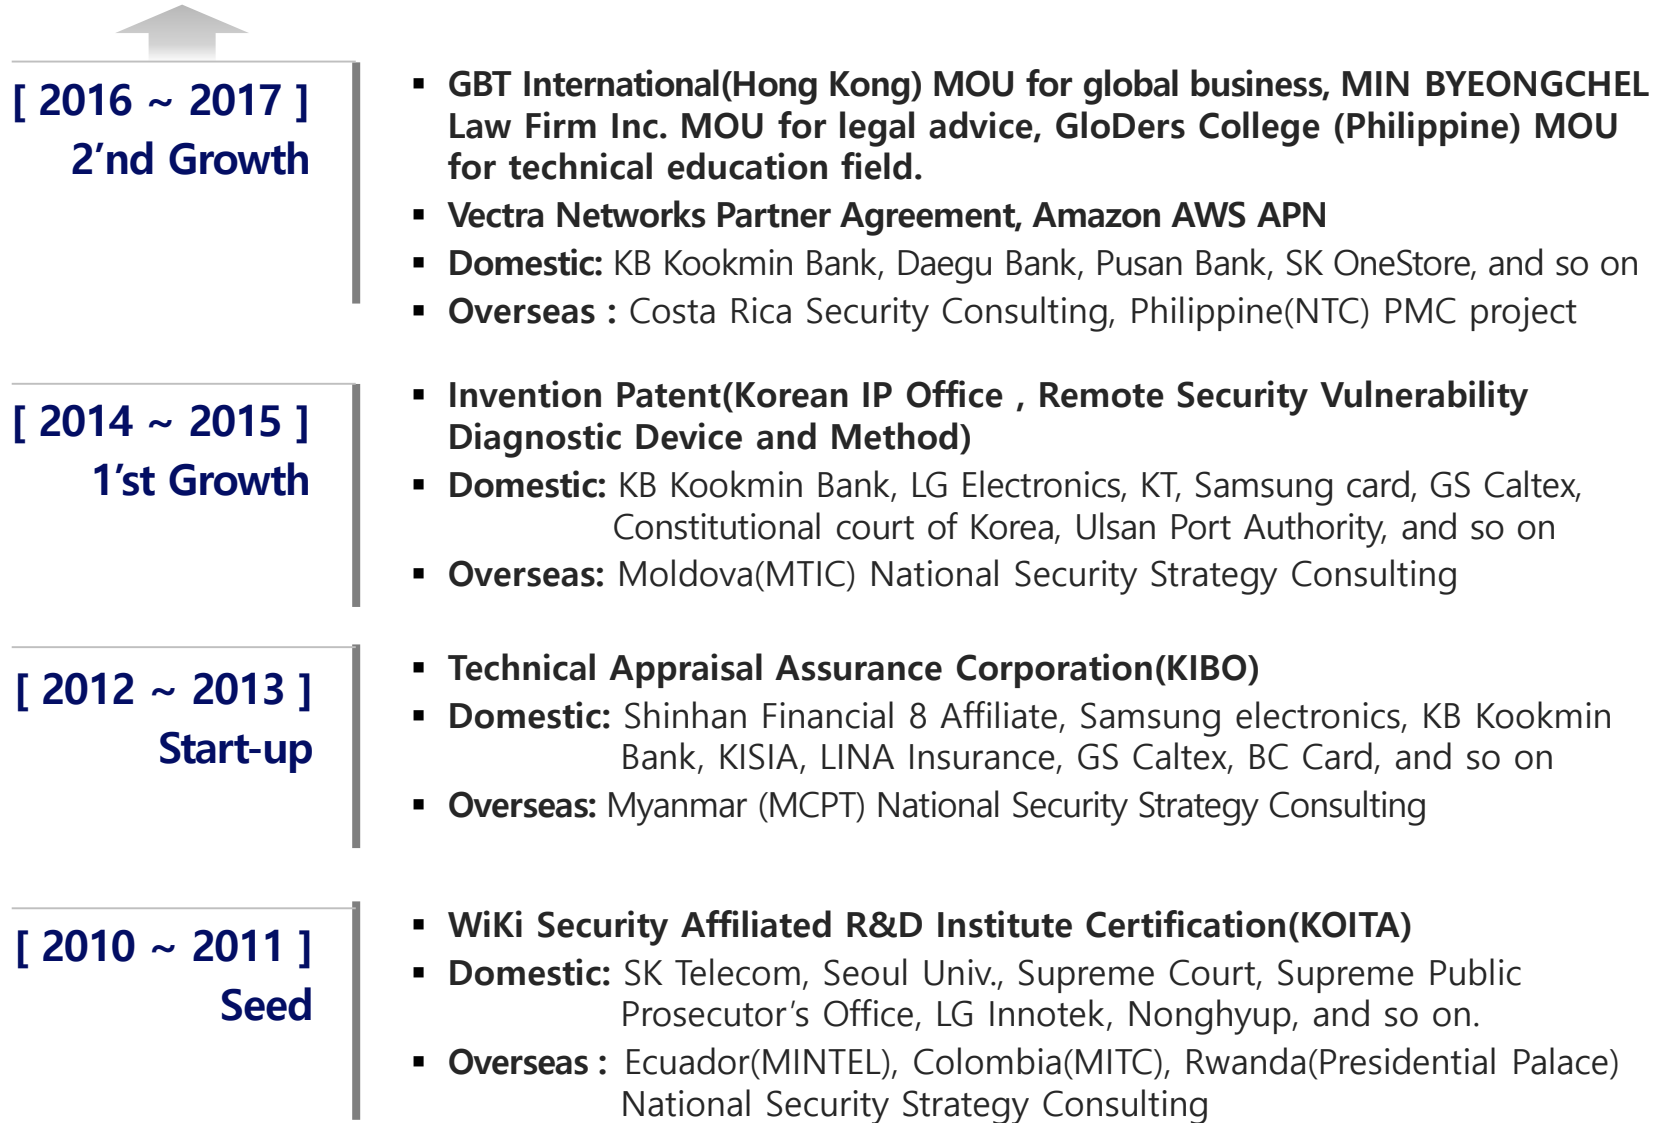 [ 2016 ~ 2017 ]
2’nd Growth
▪ GBT International(Hong Kong) MOU for global business, MIN BYEONGCHEL
Law Firm Inc. MOU for legal advice, GloDers College (Philippine) MOU
for technical education field.
▪ Vectra Networks Partner Agreement, Amazon AWS APN
▪ Domestic: KB Kookmin Bank, Daegu Bank, Pusan Bank, SK OneStore, and so on
▪ Overseas : Costa Rica Security Consulting, Philippine(NTC) PMC project
[ 2014 ~ 2015 ]
1’st Growth
▪ Invention Patent(Korean IP Office , Remote Security Vulnerability
Diagnostic Device and Method)
▪ Domestic: KB Kookmin Bank, LG Electronics, KT, Samsung card, GS Caltex,
Constitutional court of Korea, Ulsan Port Authority, and so on
▪ Overseas: Moldova(MTIC) National Security Strategy Consulting
[ 2012 ~ 2013 ]
Start-up
▪ Technical Appraisal Assurance Corporation(KIBO)
▪ Domestic: Shinhan Financial 8 Affiliate, Samsung electronics, KB Kookmin
Bank, KISIA, LINA Insurance, GS Caltex, BC Card, and so on
▪ Overseas: Myanmar (MCPT) National Security Strategy Consulting
[ 2010 ~ 2011 ]
Seed
▪ WiKi Security Affiliated R&D Institute Certification(KOITA)
▪ Domestic: SK Telecom, Seoul Univ., Supreme Court, Supreme Public
Prosecutor’s Office, LG Innotek, Nonghyup, and so on.
▪ Overseas : Ecuador(MINTEL), Colombia(MITC), Rwanda(Presidential Palace)
National Security Strategy Consulting